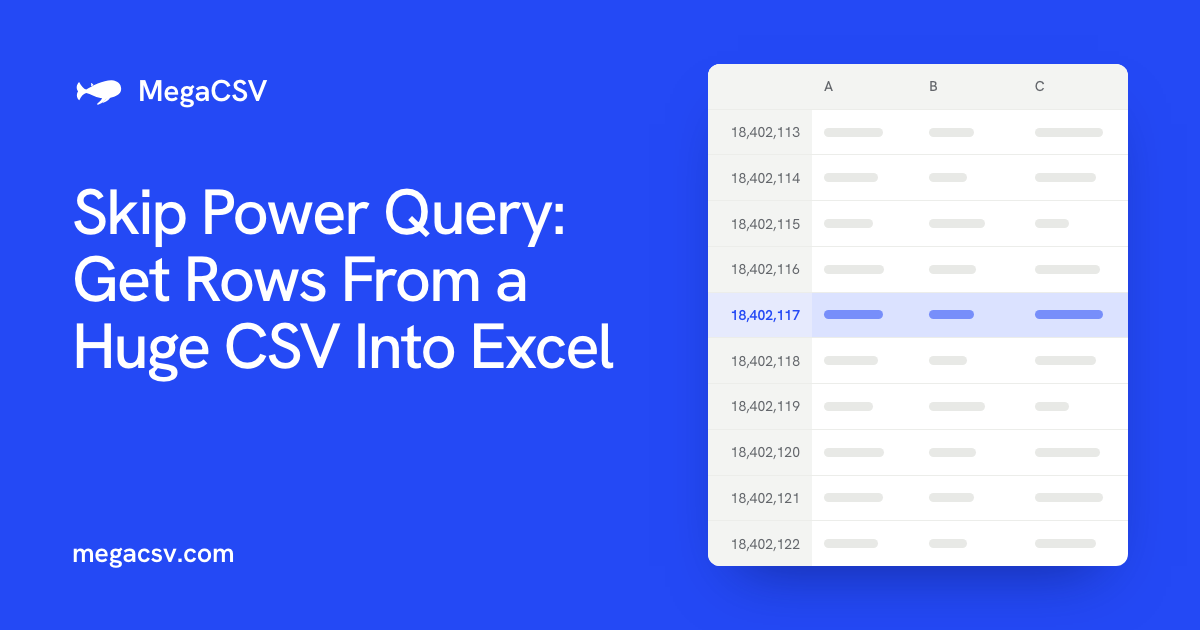 MegaCSV
Skip Power Query:
Get Rows From a
Huge CSV Into Excel
megacsv.com
A B C
18,402,113
18,402,114
18,402,115
18,402,116
18,402,117
18,402,118
18,402,119
18,402,120
18,402,121
18,402,122